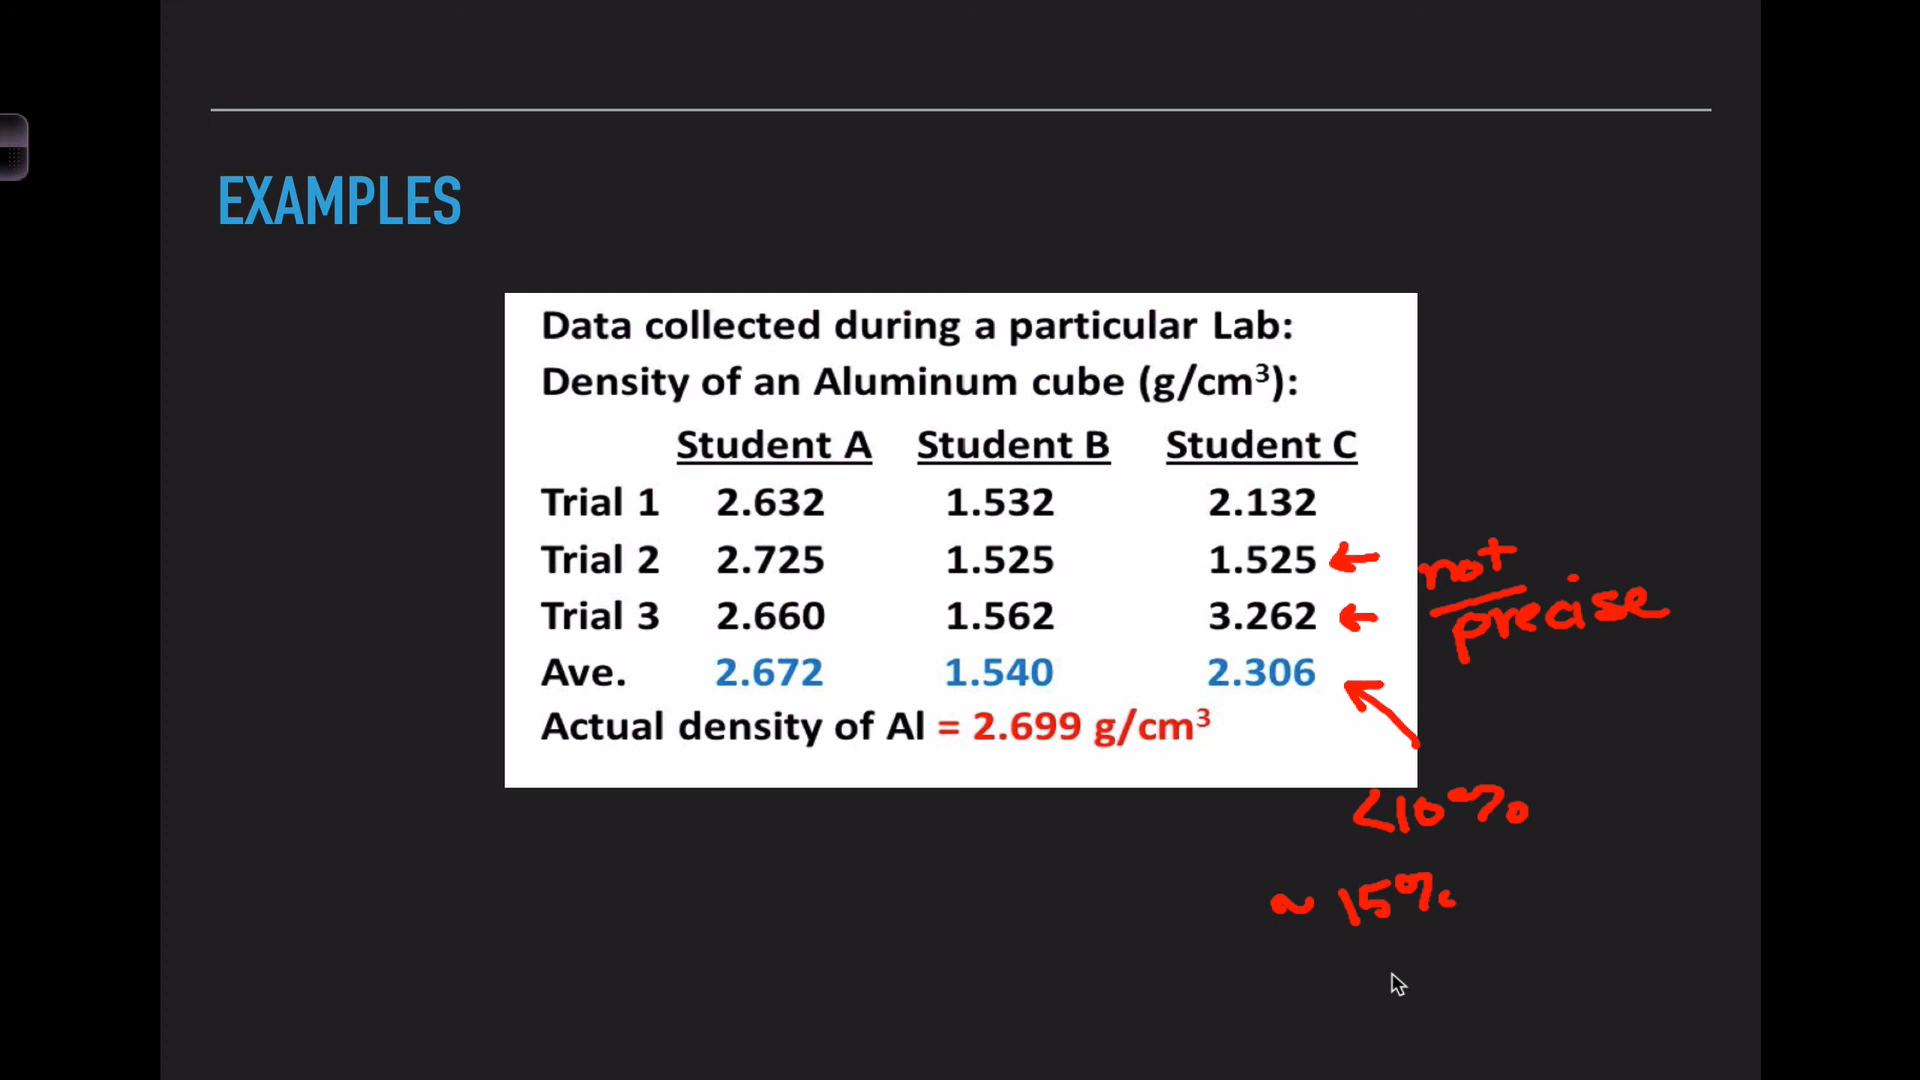 EXAMPLES
Data collected during a particular Lab:
Density of an Aluminum cube (g/cm³):
Student A Student B Student C
Trial 1 2.632 1.532 2.132
Trial 2 2.725 1.525 1.525
Trial 3 2.660 1.562 3.262
Ave. 2.672 1.540 2.306
Actual density of Al = 2.699 g/cm³
not
precise
<10%
~ 15%